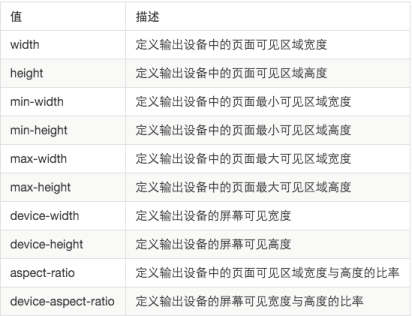 值 描述
width 定义输出设备中的页面可见区域宽度
height 定义输出设备中的页面可见区域高度
min-width 定义输出设备中的页面最小可见区域宽度
min-height 定义输出设备中的页面最小可见区域高度
max-width 定义输出设备中的页面最大可见区域宽度
max-height 定义输出设备中的页面最大可见区域高度
device-width 定义输出设备的屏幕可见宽度
device-height 定义输出设备的屏幕可见高度
aspect-ratio 定义输出设备中的页面可见区域宽度与高度的比率
device-aspect-ratio 定义输出设备的屏幕可见宽度与高度的比率